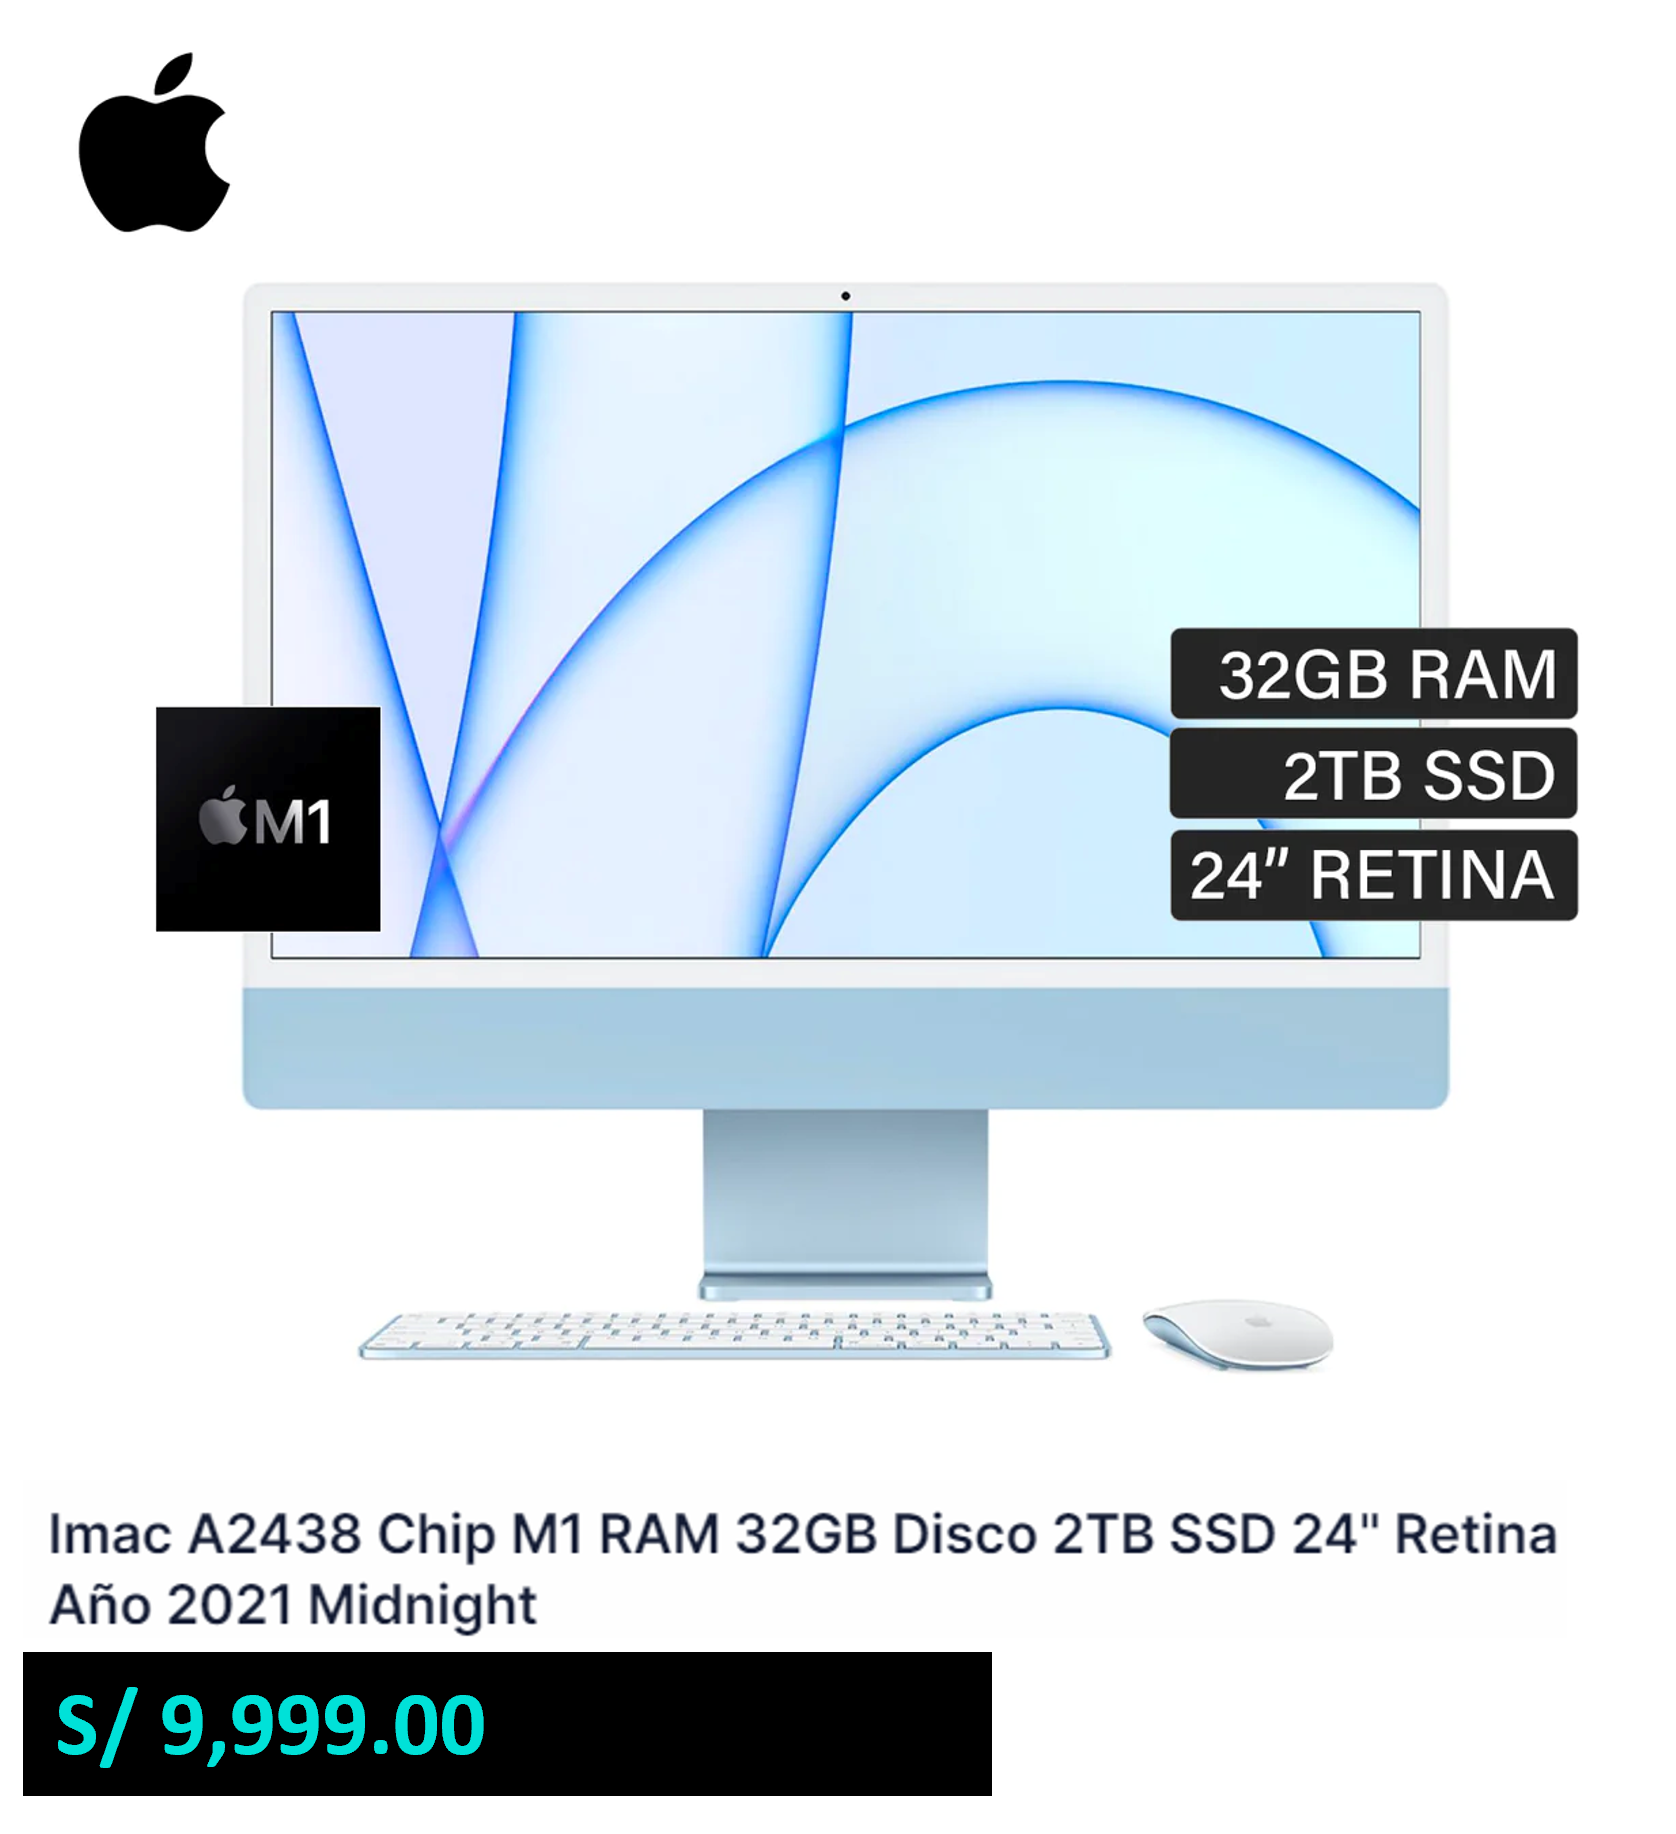 32GB RAM
M1
2TB SSD
24” RETINA
Imac A2438 Chip M1 RAM 32GB Disco 2TB SSD 24" Retina
Año 2021 Midnight
S/ 9,999.00